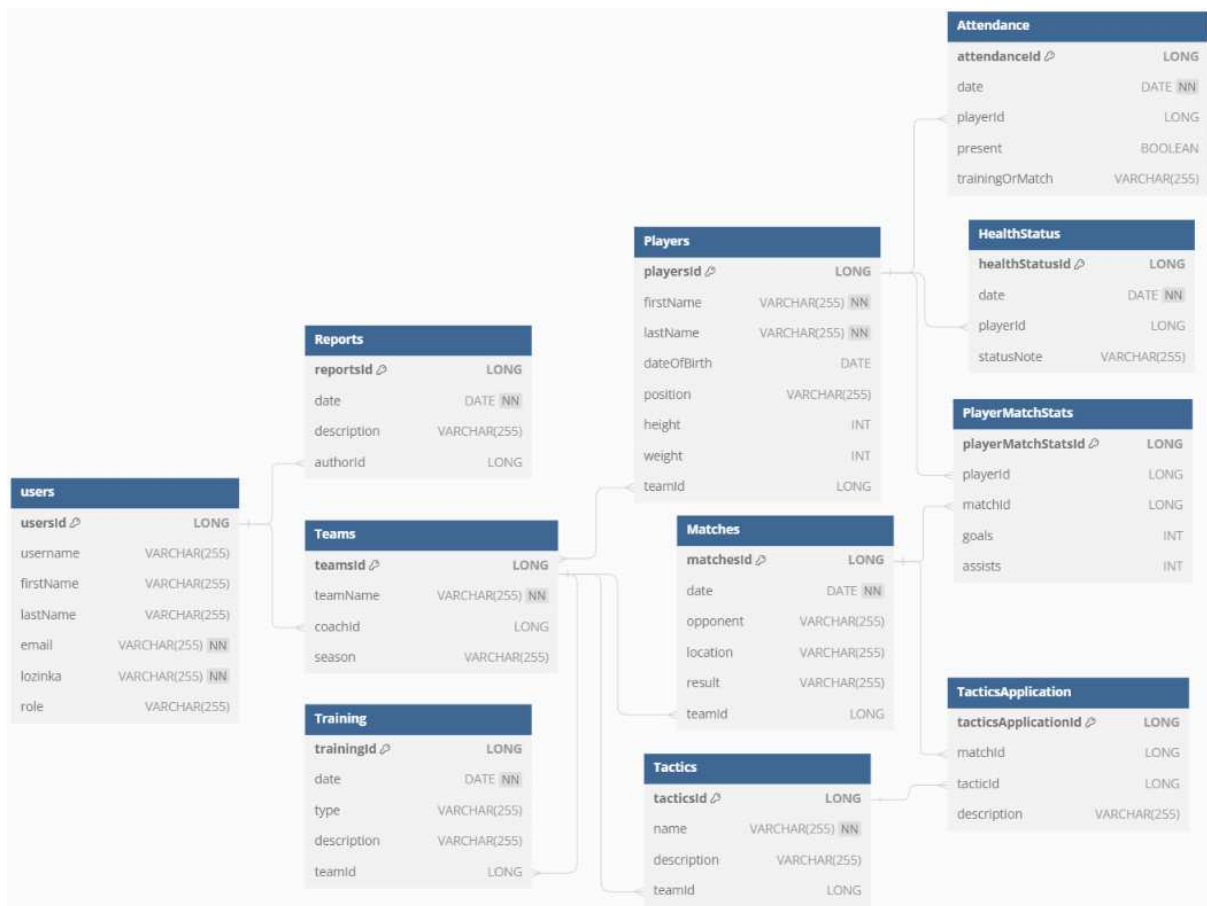 users
usersId LONG
username VARCHAR(255)
firstName VARCHAR(255)
lastName VARCHAR(255)
email VARCHAR(255) NN
lozinka VARCHAR(255) NN
role VARCHAR(255)
Reports
reportsId LONG
date DATE NN
description VARCHAR(255)
authorId LONG
Teams
teamsId LONG
teamName VARCHAR(255) NN
coachId LONG
season VARCHAR(255)
Training
trainingId LONG
date DATE NN
type VARCHAR(255)
description VARCHAR(255)
teamId LONG
Players
playersId LONG
firstName VARCHAR(255) NN
lastName VARCHAR(255) NN
dateOfBirth DATE
position VARCHAR(255)
height INT
weight INT
teamId LONG
Matches
matchesId LONG
date DATE NN
opponent VARCHAR(255)
location VARCHAR(255)
result VARCHAR(255)
teamId LONG
Tactics
tacticsId LONG
name VARCHAR(255) NN
description VARCHAR(255)
teamId LONG
Attendance
attendanceId LONG
date DATE NN
playerId LONG
present BOOLEAN
trainingOrMatch VARCHAR(255)
HealthStatus
healthStatusId LONG
date DATE NN
playerId LONG
statusNote VARCHAR(255)
PlayerMatchStats
playerMatchStatsId LONG
playerId LONG
matchId LONG
goals INT
assists INT
TacticsApplication
tacticsApplicationId LONG
matchId LONG
tacticId LONG
description VARCHAR(255)